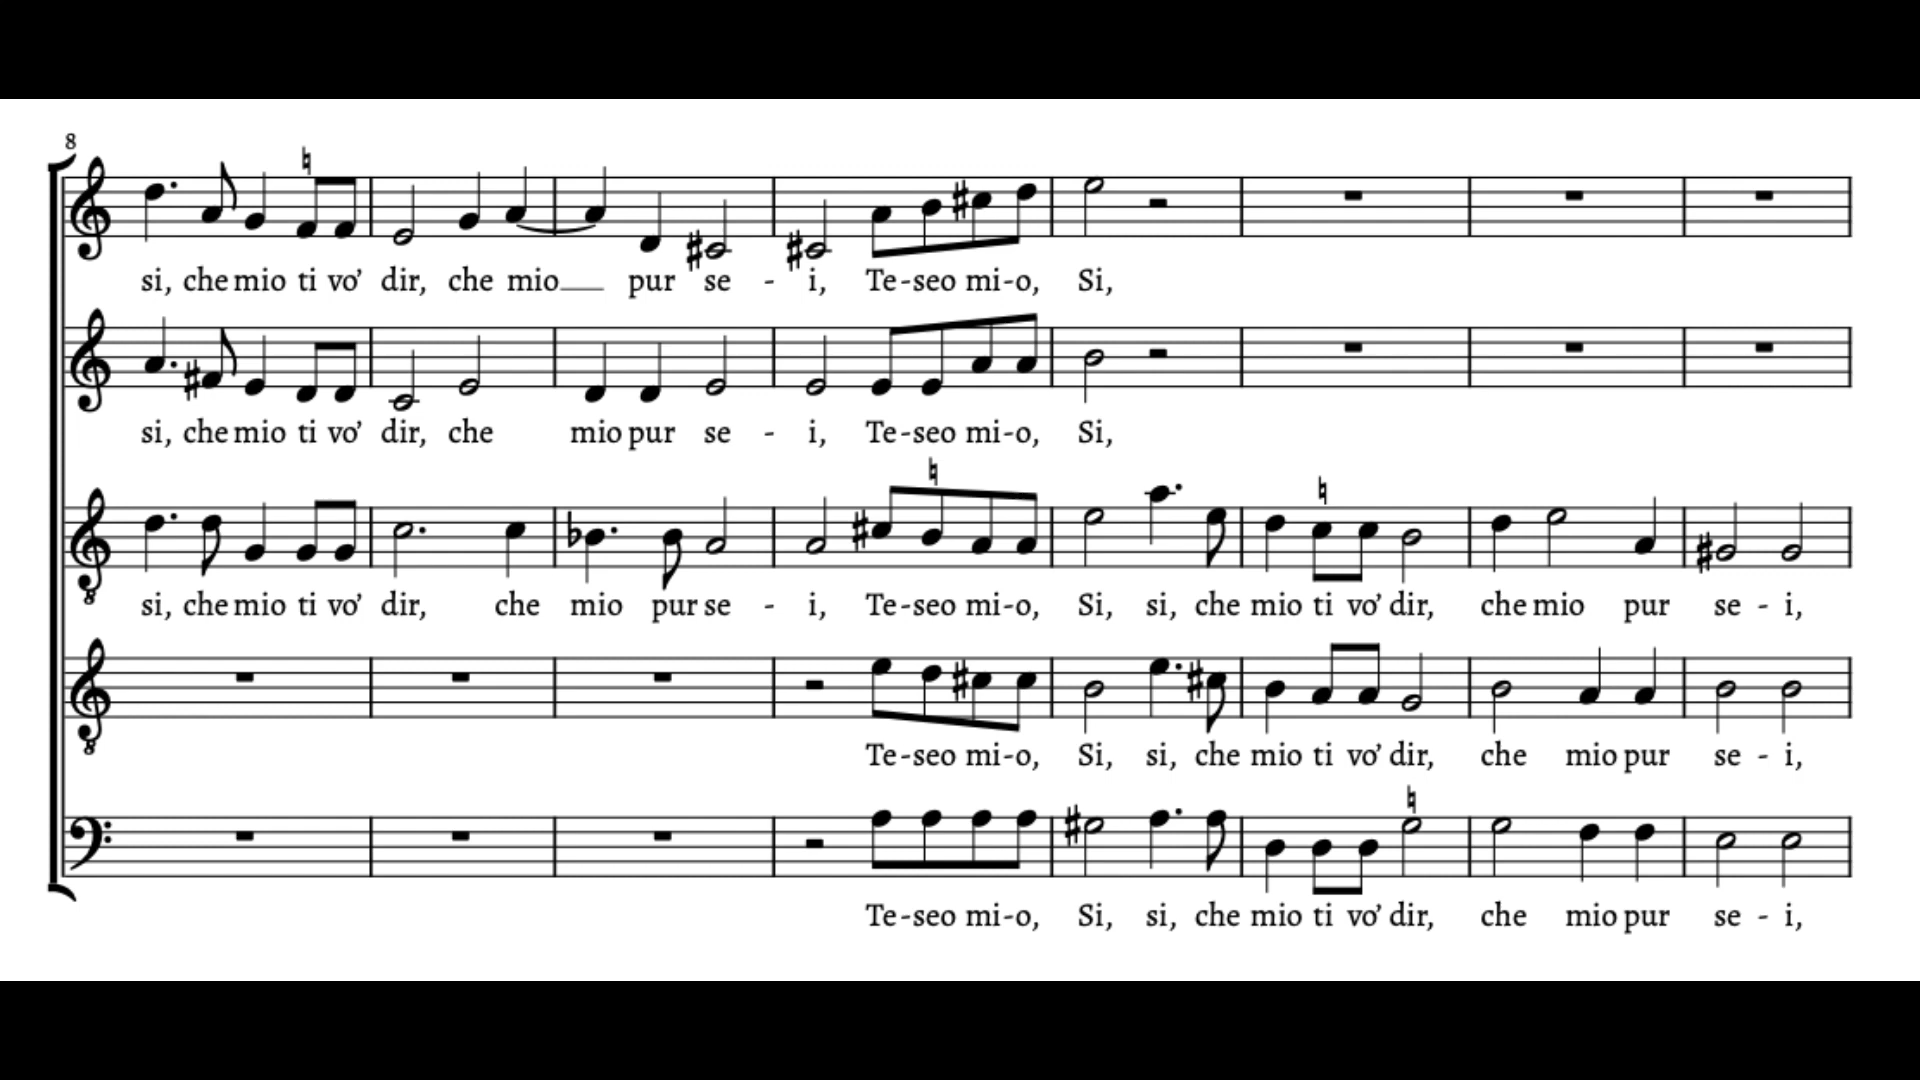 8
si, che mio ti vo’ dir, che mio pur se - i, Te-seo mi-o, Si,
si, che mio ti vo’ dir, che mio pur se - i, Te-seo mi-o, Si,
si, che mio ti vo’ dir, che mio pur se - i, Te-seo mi-o, Si, si, che mio ti vo’ dir, che mio pur se - i,
Te-seo mi-o, Si, si, che mio ti vo’ dir, che mio pur se - i,
Te-seo mi-o, Si, si, che mio ti vo’ dir, che mio pur se - i,